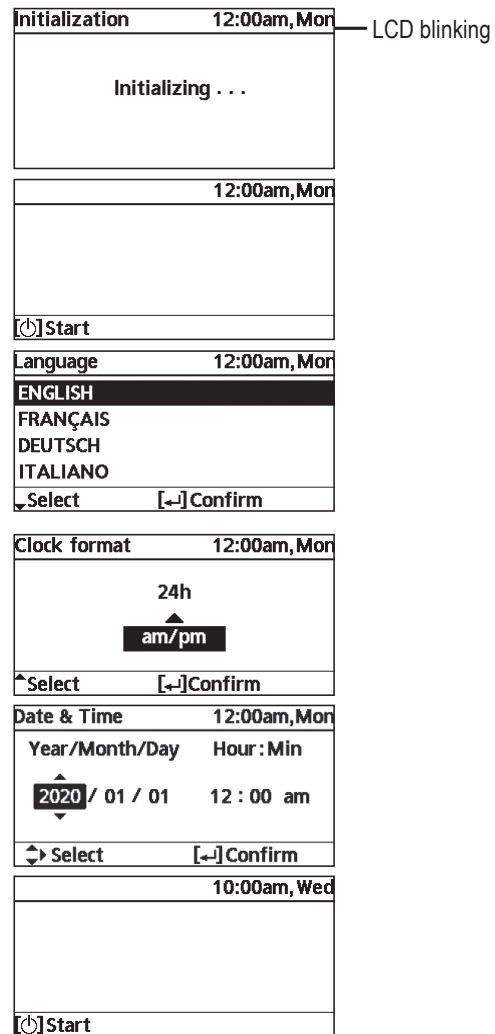 Initialization 12:00am,Mon
LCD blinking
Initializing . . .
12:00am,Mon
[⏻]Start
Language 12:00am,Mon
ENGLISH
FRANÇAIS
DEUTSCH
ITALIANO
Select [↵]Confirm
Clock format 12:00am,Mon
24h
am/pm
Select [↵]Confirm
Date & Time 12:00am,Mon
Year/Month/Day Hour:Min
2020 / 01 / 01 12 : 00 am
Select [↵]Confirm
10:00am,Wed
[⏻]Start